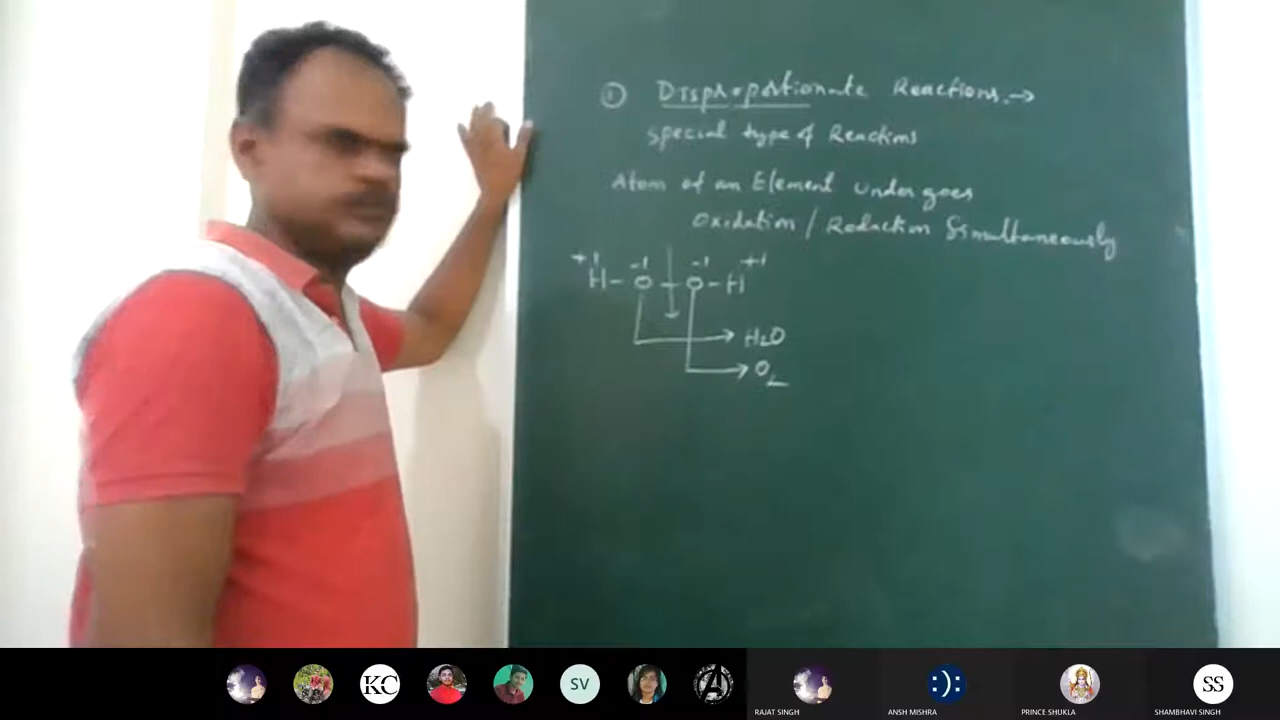 ① Disproportionate Reactions. →
special type of Reactions
Atom of an Element undergoes
Oxidation / Reduction Simultaneously
+1 -1 -1 +1
H - O - O - H
→ H2O
→ O2
KC
SV
A
:):
SS
RAJAT SINGH
ANSH MISHRA
PRINCE SHUKLA
SHAMBHAVI SINGH